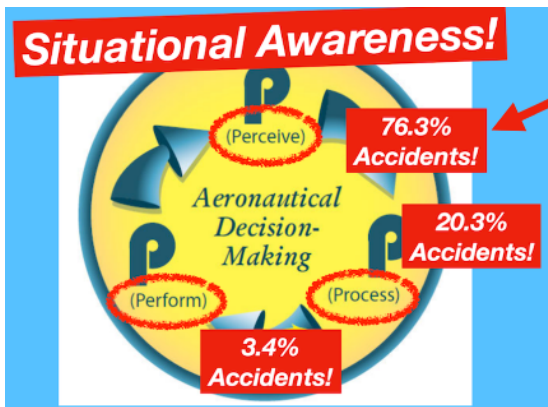 Situational Awareness!
P
(Perceive)
76.3%
Accidents!
Aeronautical
Decision-
Making
20.3%
Accidents!
P
(Process)
P
(Perform)
3.4%
Accidents!